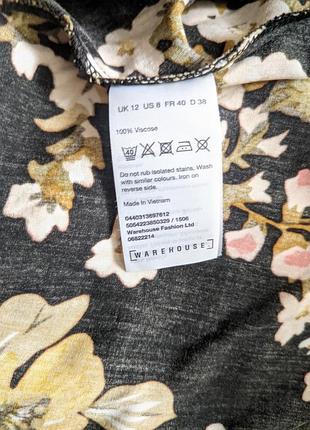 UK 12 US 8 FR 40 D 38
100% Viscose
40
Do not rub isolated stains. Wash
with similar colours. Iron on
reverse side.
Made in Vietnam
0440313697612
5054223850329 / 1506
Warehouse Fashion Ltd
06822214
WAREHOUSE